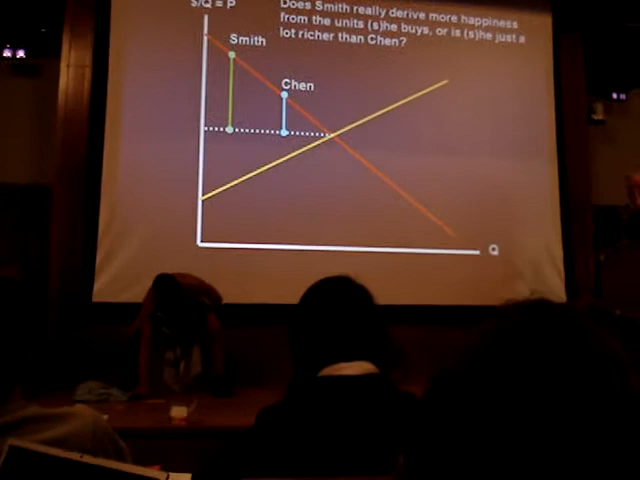 $/Q = P
Does Smith really derive more happiness
from the units (s)he buys, or is (s)he just a
lot richer than Chen?
Smith
Chen
Q